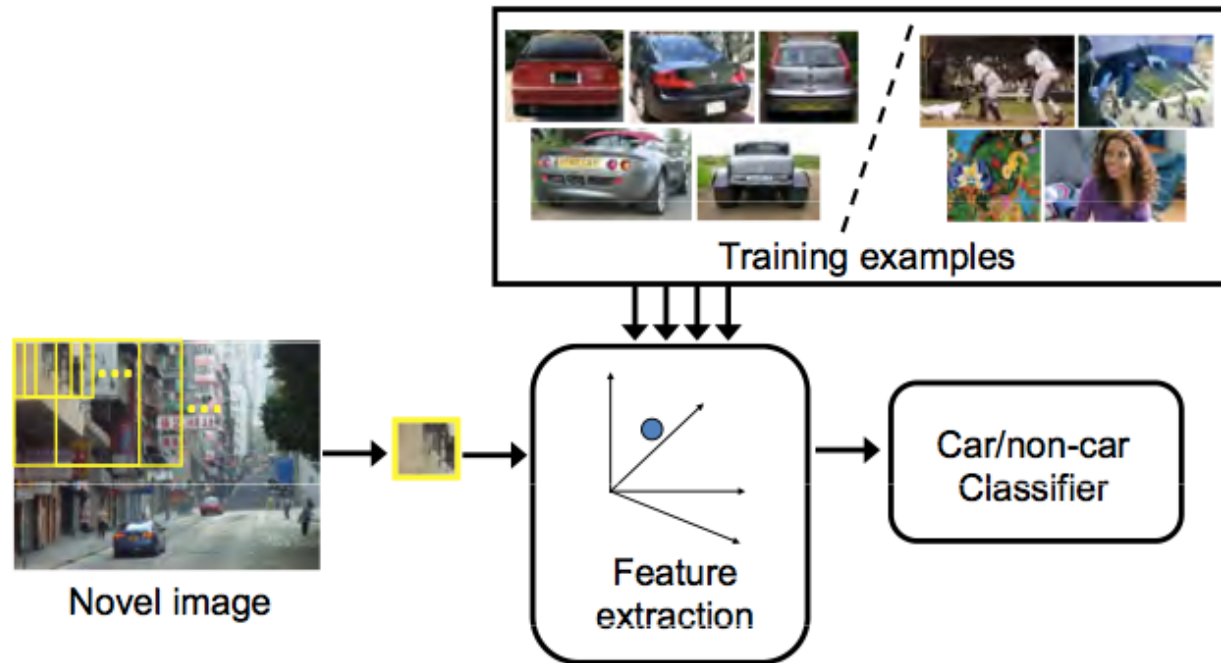 Training examples
Car/non-car
Classifier
Feature
extraction
Novel image